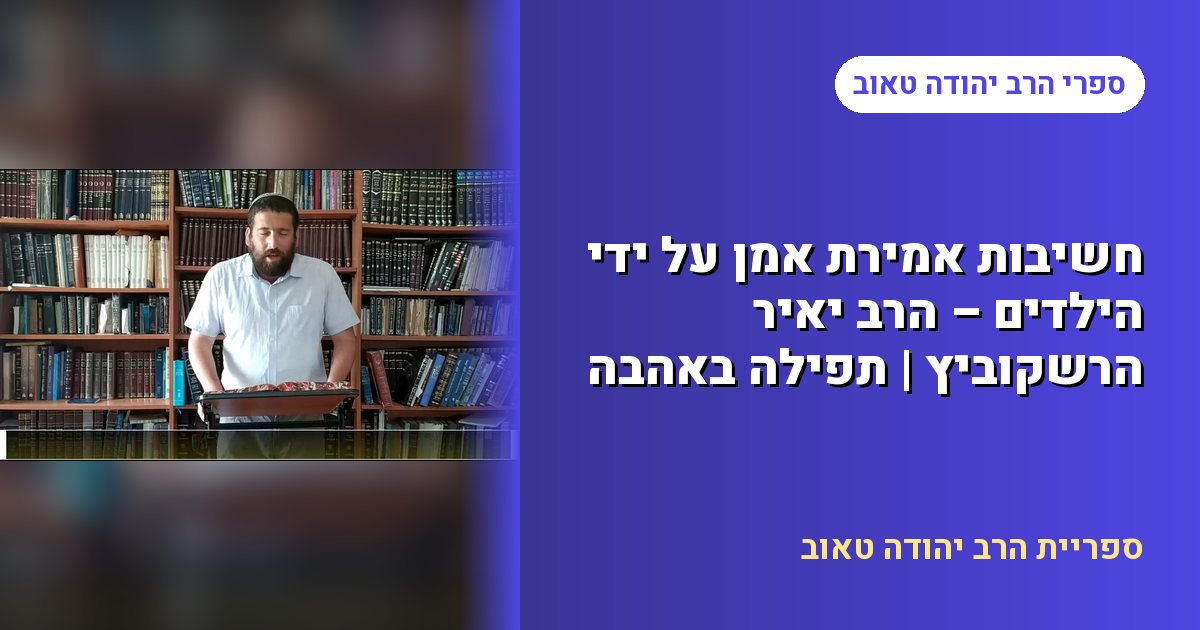 ספרי הרב יהודה טאוב
חשיבות אמירת אמן על ידי
הילדים – הרב יאיר
הרשקוביץ | תפילה באהבה
ספריית הרב יהודה טאוב